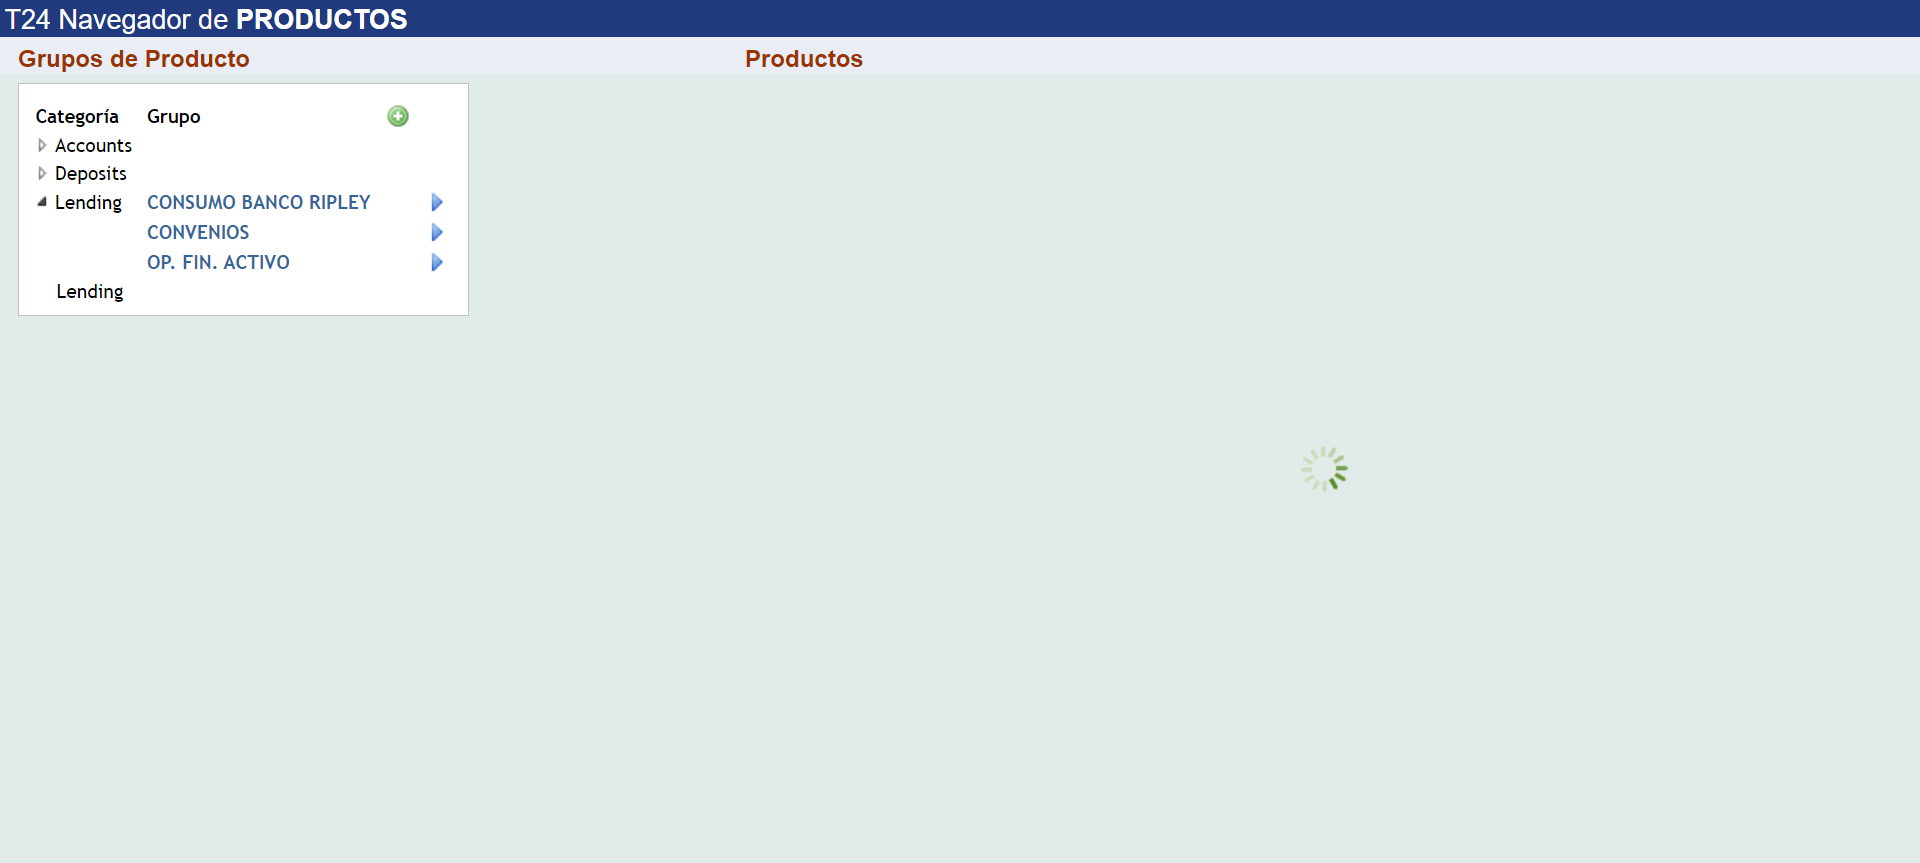 T24 Navegador de PRODUCTOS
Grupos de Producto
Productos
Categoría Grupo
Accounts
Deposits
Lending CONSUMO BANCO RIPLEY
CONVENIOS
OP. FIN. ACTIVO
Lending